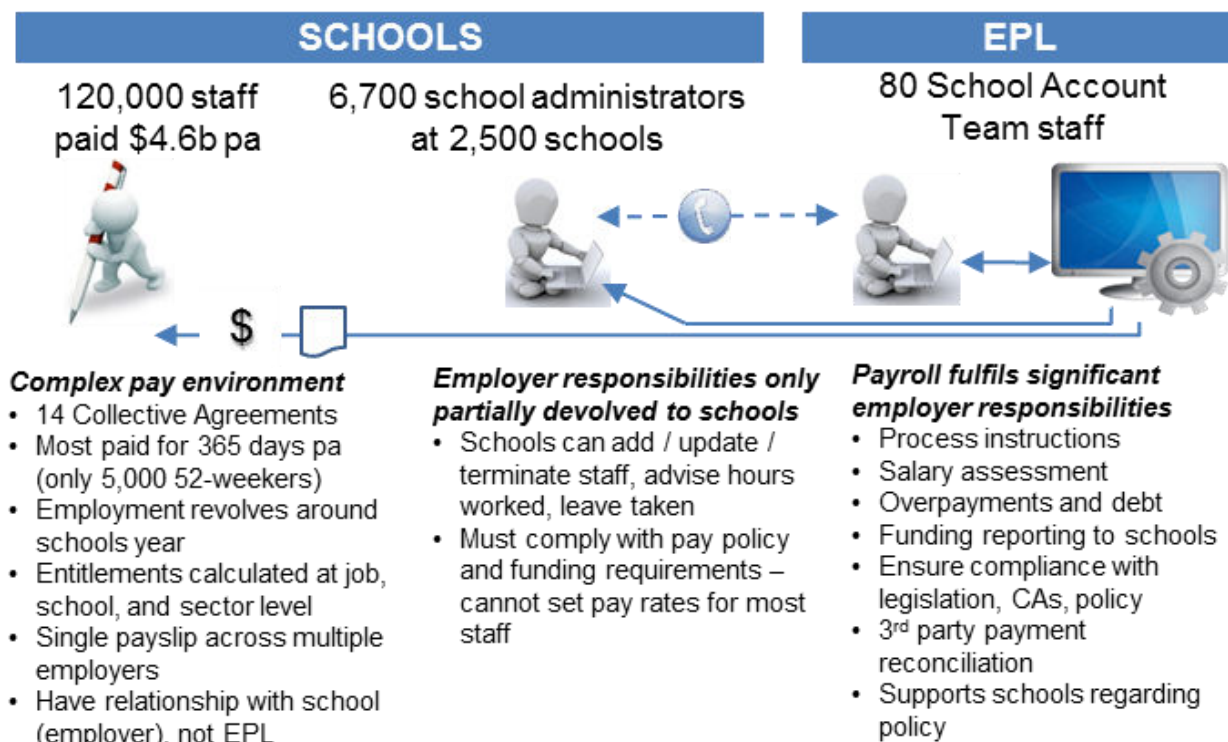 SCHOOLS
EPL
120,000 staff
paid $4.6b pa
6,700 school administrators
at 2,500 schools
80 School Account
Team staff
$
Complex pay environment
• 14 Collective Agreements
• Most paid for 365 days pa
(only 5,000 52-weekers)
• Employment revolves around
schools year
• Entitlements calculated at job,
school, and sector level
• Single payslip across multiple
employers
• Have relationship with school
(employer), not EPL
Employer responsibilities only
partially devolved to schools
• Schools can add / update /
terminate staff, advise hours
worked, leave taken
• Must comply with pay policy
and funding requirements –
cannot set pay rates for most
staff
Payroll fulfils significant
employer responsibilities
• Process instructions
• Salary assessment
• Overpayments and debt
• Funding reporting to schools
• Ensure compliance with
legislation, CAs, policy
• 3rd party payment
reconciliation
• Supports schools regarding
policy